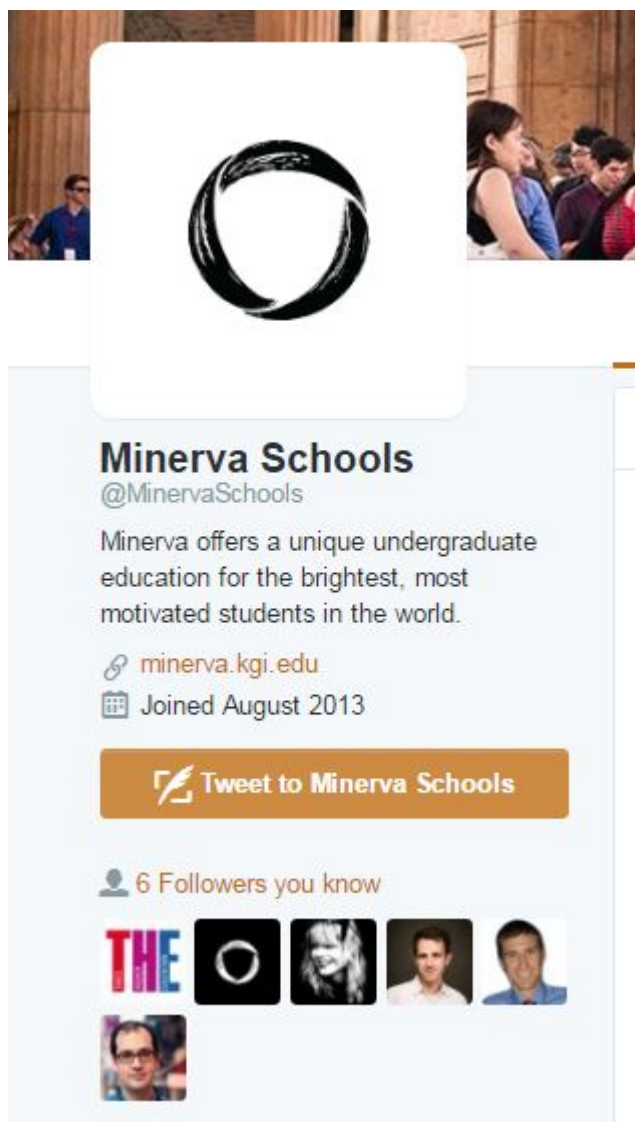 Minerva Schools
@MinervaSchools
Minerva offers a unique undergraduate
education for the brightest, most
motivated students in the world.
minerva.kgi.edu
Joined August 2013
Tweet to Minerva Schools
6 Followers you know
THE